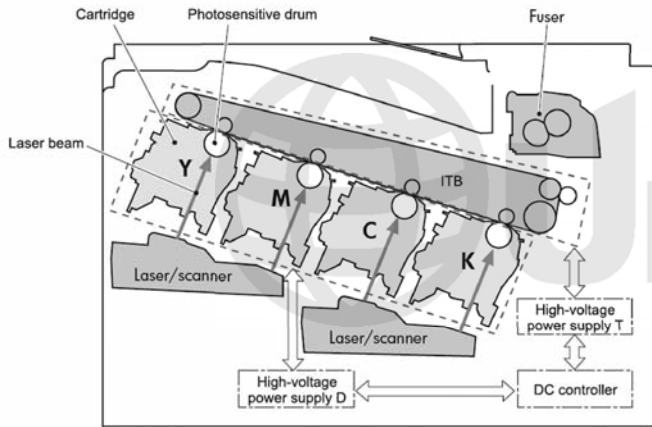 Cartridge
Photosensitive drum
Fuser
Laser beam
Y
M
ITB
C
K
Laser/scanner
Laser/scanner
High-voltage
power supply T
High-voltage
power supply D
DC controller